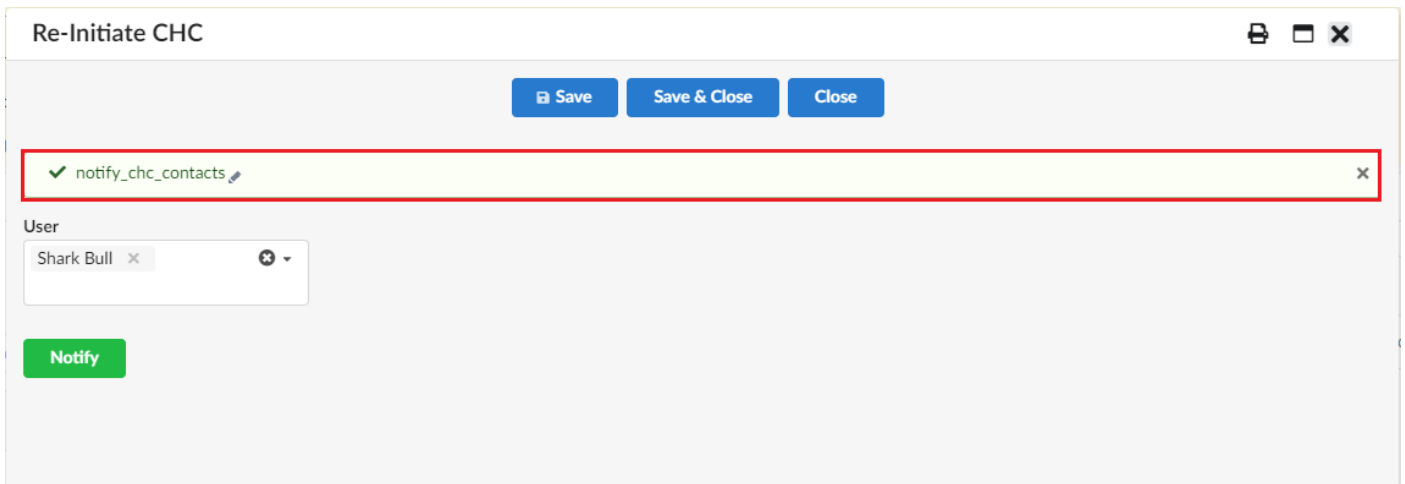 Re-Initiate CHC
Save Save & Close Close
notify_chc_contacts
User
Shark Bull
Notify